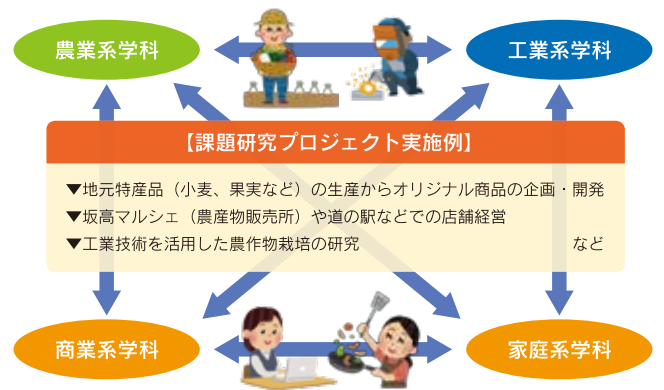 農業系学科
工業系学科
【課題研究プロジェクト実施例】
▼地元特産品（小麦、果実など）の生産からオリジナル商品の企画・開発
▼坂高マルシェ（農産物販売所）や道の駅などでの店舗経営
▼工業技術を活用した農作物栽培の研究 など
商業系学科
家庭系学科